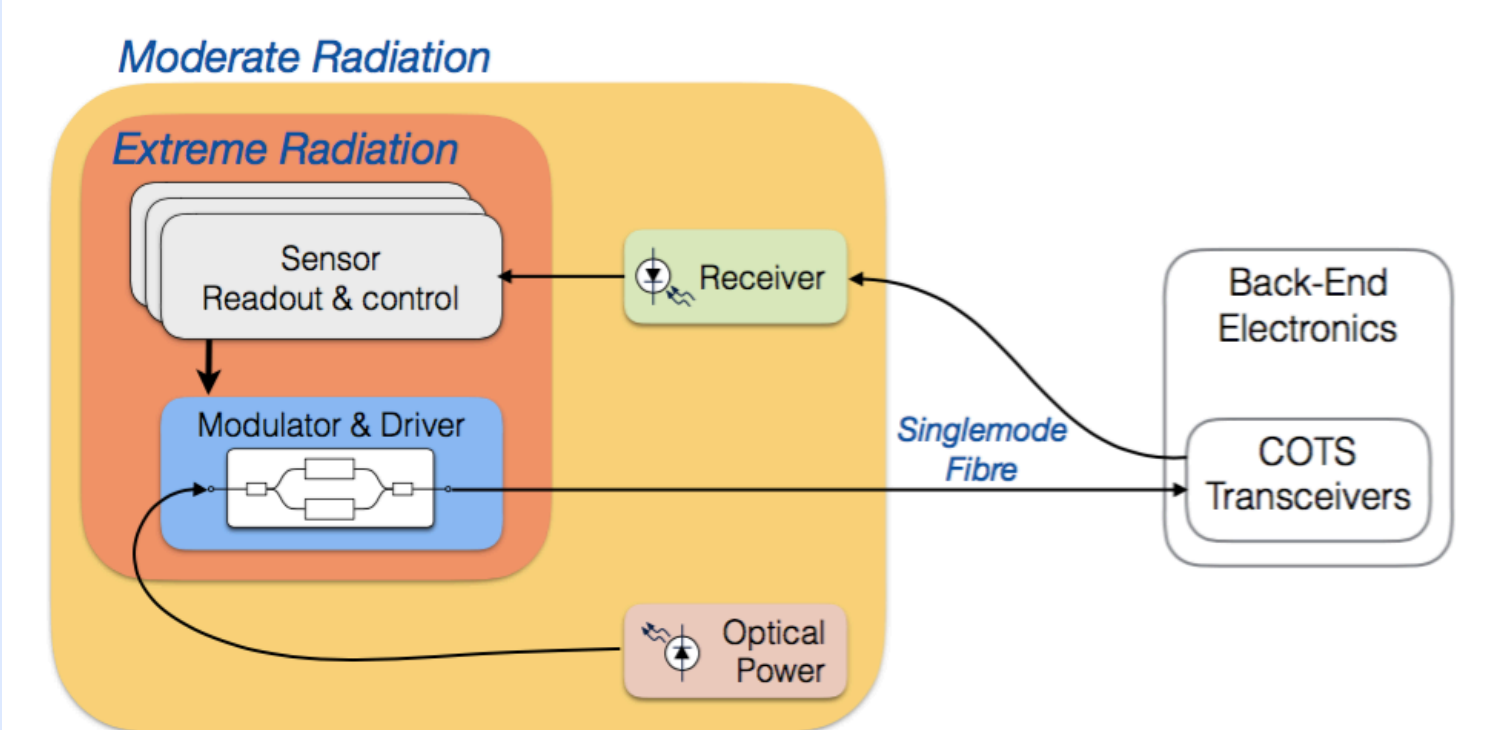 Moderate Radiation
Extreme Radiation
Sensor
Readout & control
Receiver
Back-End
Electronics
Modulator & Driver
Singlemode
Fibre
COTS
Transceivers
Optical
Power